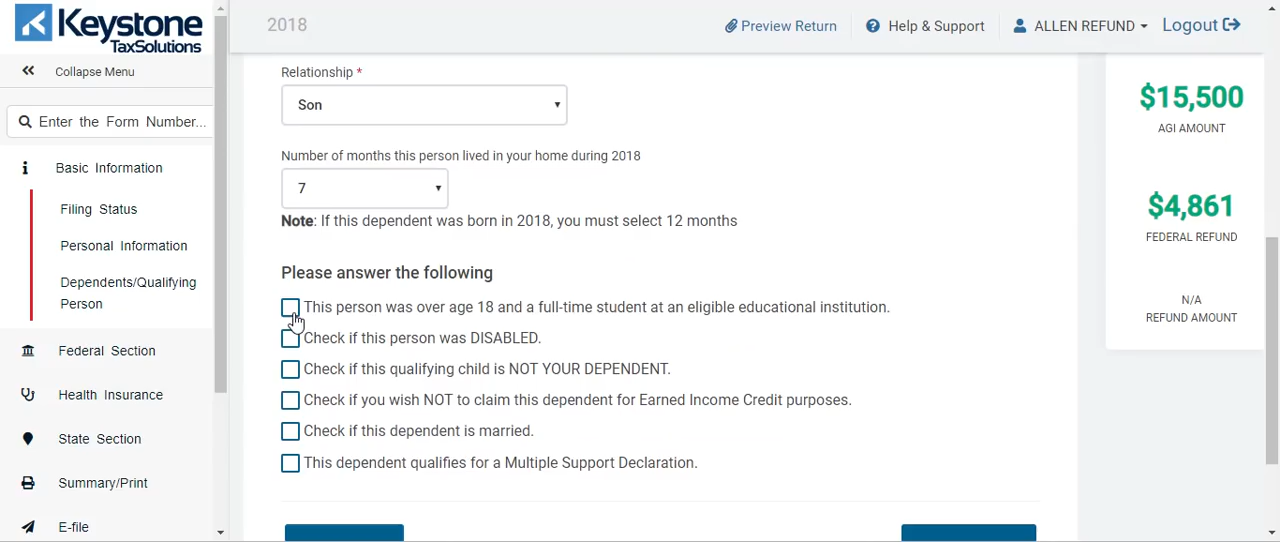 Keystone
TaxSolutions
2018
Preview Return
Help & Support
ALLEN REFUND
Logout
Collapse Menu
Enter the Form Number...
Basic Information
Filing Status
Personal Information
Dependents/Qualifying
Person
Federal Section
Health Insurance
State Section
Summary/Print
E-file
Relationship *
Son
Number of months this person lived in your home during 2018
7
Note: If this dependent was born in 2018, you must select 12 months
Please answer the following
This person was over age 18 and a full-time student at an eligible educational institution.
Check if this person was DISABLED.
Check if this qualifying child is NOT YOUR DEPENDENT.
Check if you wish NOT to claim this dependent for Earned Income Credit purposes.
Check if this dependent is married.
This dependent qualifies for a Multiple Support Declaration.
$15,500
AGI AMOUNT
$4,861
FEDERAL REFUND
N/A
REFUND AMOUNT